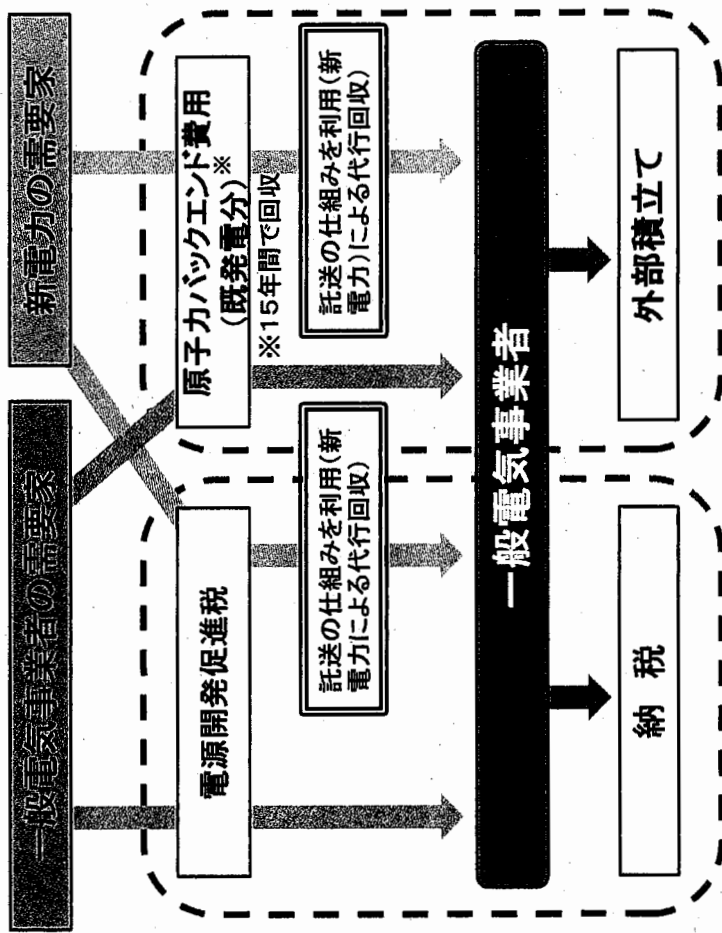 一般電気事業者の需要家
新電力の需要家
電源開発促進税
原子力バックエンド費用
(既発電分)※
※15年間で回収
託送の仕組みを利用(新
電力による代行回収)
託送の仕組みを利用(新
電力)による代行回収)
一般電気事業者
納 税
外部積立て